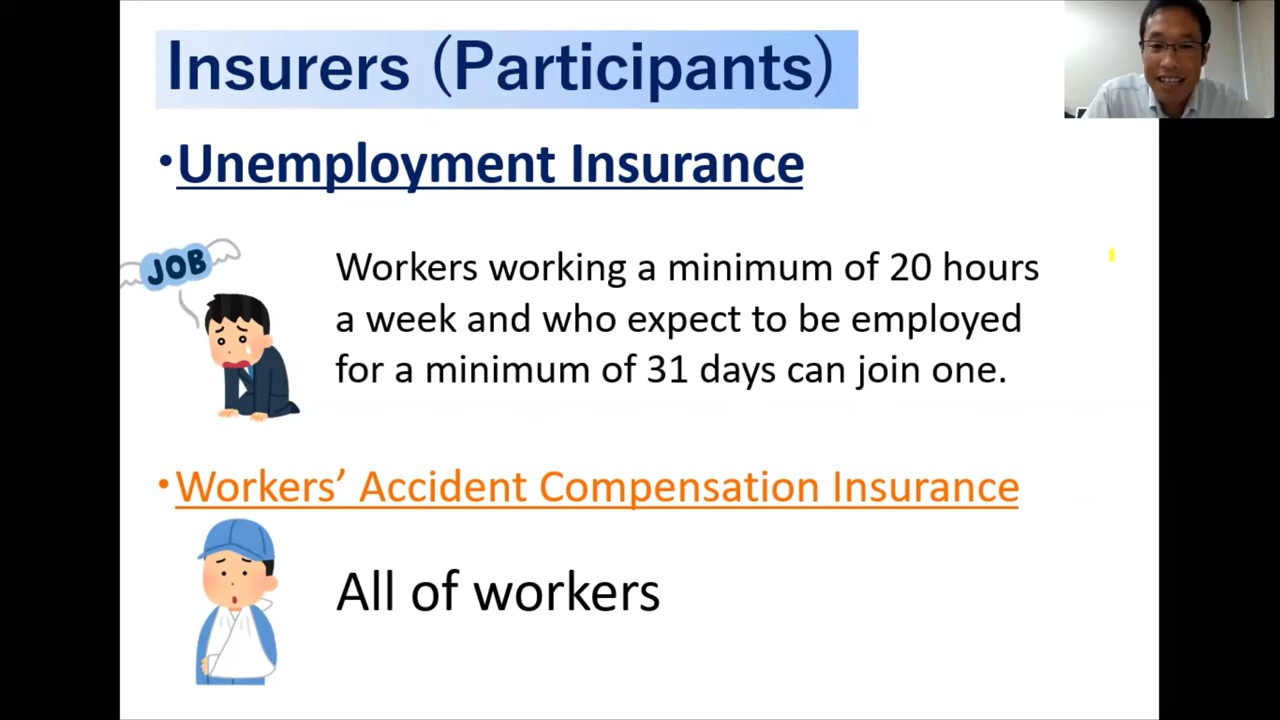 Insurers (Participants)
・Unemployment Insurance
JOB
Workers working a minimum of 20 hours
a week and who expect to be employed
for a minimum of 31 days can join one.
・Workers’ Accident Compensation Insurance
All of workers